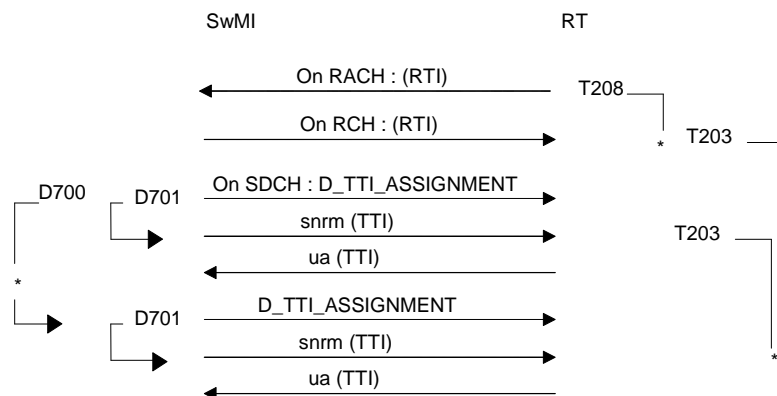 SwMI RT
On RACH : (RTI)
T208
On RCH : (RTI)
* T203
On SDCH : D_TTI_ASSIGNMENT
D700 D701
snrm (TTI)
T203
ua (TTI)
*
D_TTI_ASSIGNMENT
D701
snrm (TTI)
*
ua (TTI)